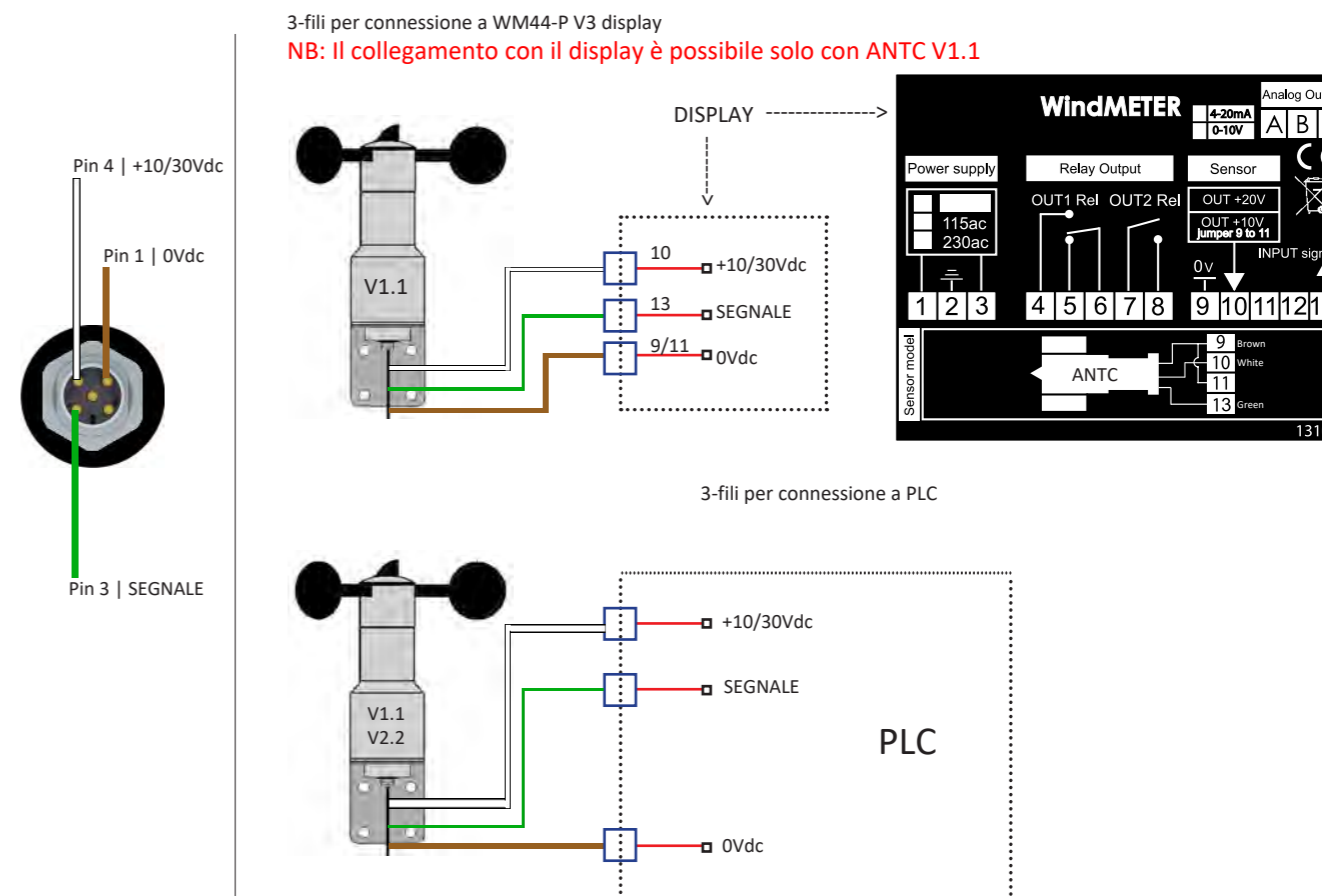 3-fili per connessione a WM44-P V3 display
NB: Il collegamento con il display è possibile solo con ANTC V1.1
Pin 4 | +10/30Vdc
Pin 1 | 0Vdc
Pin 3 | SEGNALE
DISPLAY
V1.1
10
+10/30Vdc
13
SEGNALE
9/11
0Vdc
WindMETER
4-20mA
0-10V
Analog Ou
A B
Power supply
115ac
230ac
Relay Output
OUT1 Rel OUT2 Rel
Sensor
OUT +20V
OUT +10V
jumper 9 to 11
INPUT sign
0v
1 2 3 4 5 6 7 8 9 10 11 12 1
Sensor model
ANTC
9 Brown
10 White
11
13 Green
131
3-fili per connessione a PLC
V1.1
V2.2
+10/30Vdc
SEGNALE
PLC
0Vdc